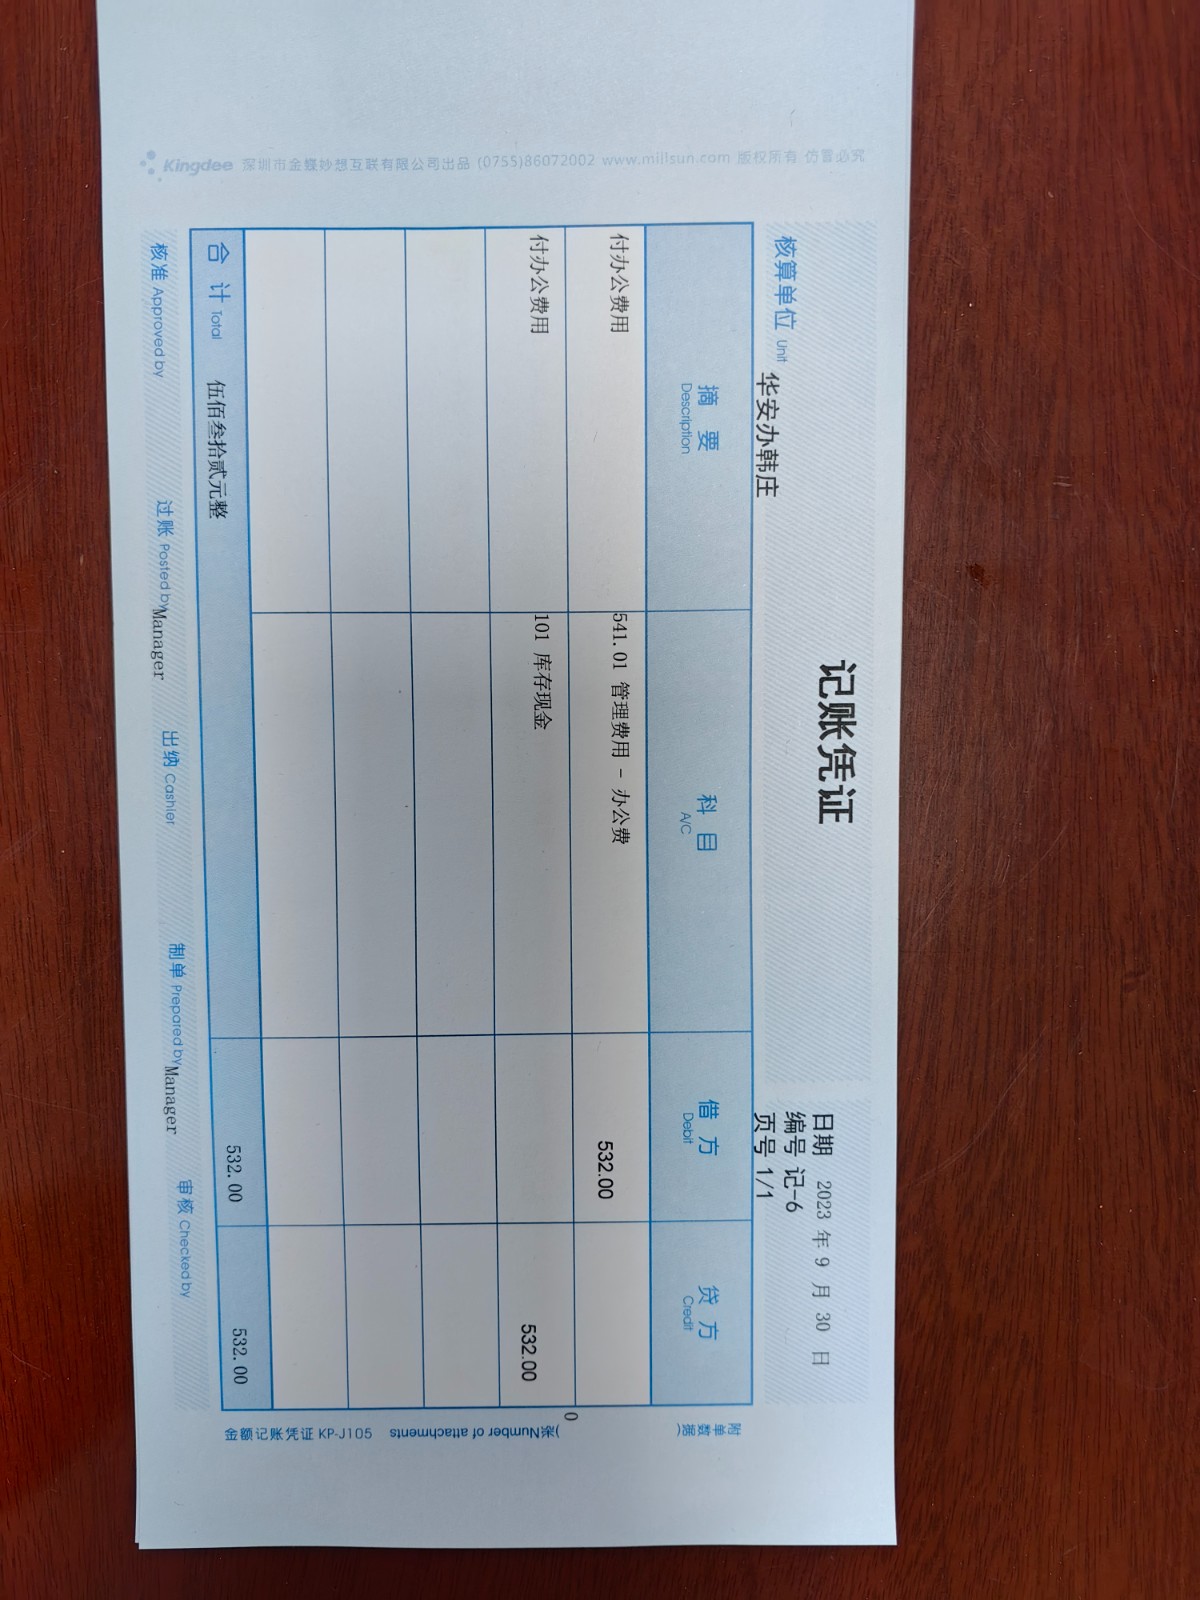 记账凭证
日期 2023 年 9 月 30 日
编号 记-6
核算单位 Unit 华安办韩庄 页号 1/1
摘要 Description 科目 A/C 借方 Debit 贷方 Credit
付办公费用 541.01 管理费用 - 办公费 532.00
付办公费用 101 库存现金 532.00
合计 Total 伍佰叁拾贰元整 532.00 532.00
核准 Approved by 过账 Posted by Manager 出纳 Cashier 制单 Prepared by Manager 审核 Checked by
附单数据( 0 )张 Number of attachments
金额记账凭证 KP-J105
Kingdee 深圳市金蝶妙想互联有限公司出品 (0755)86072002 www.millsun.com 版权所有 仿冒必究